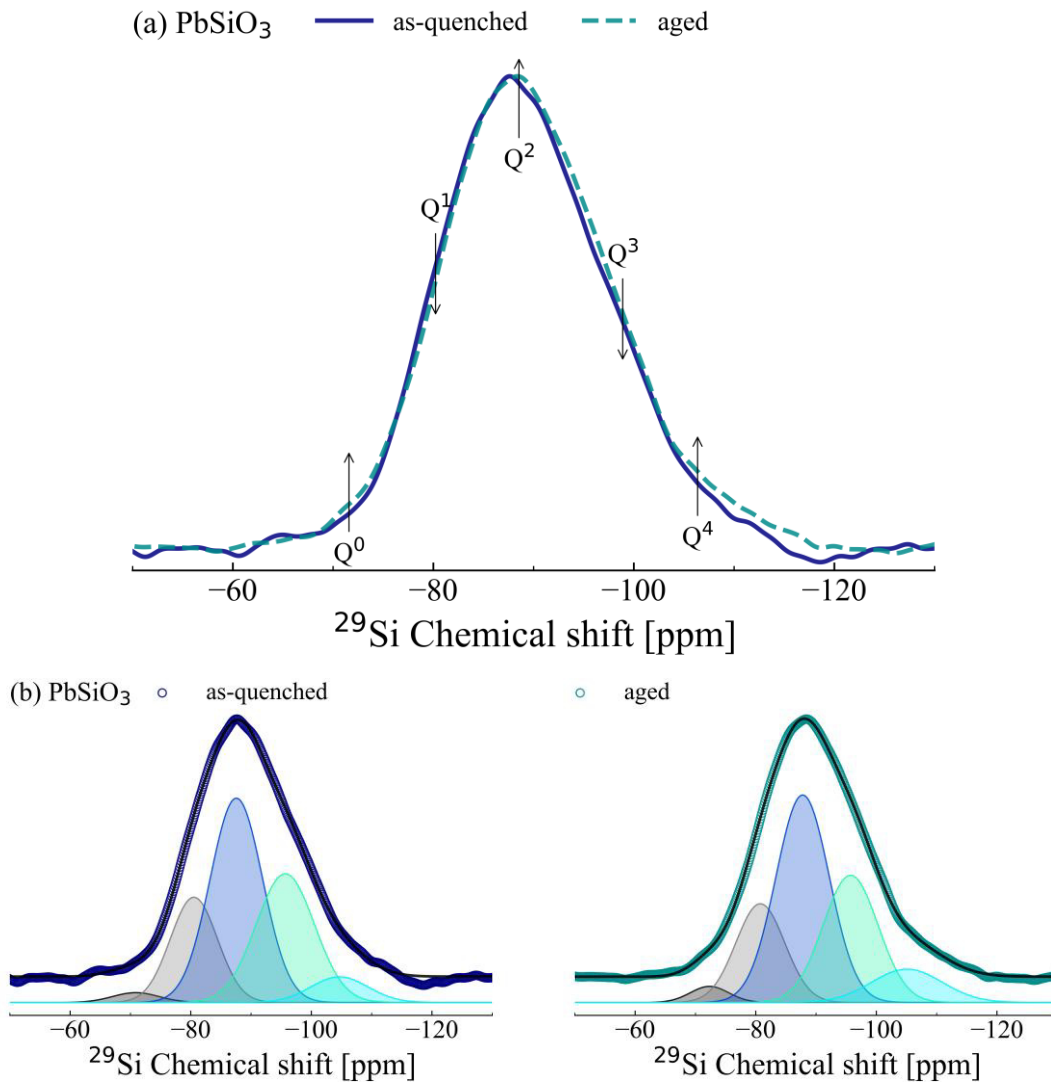 (a) PbSiO₃ as-quenched aged
Q²
Q¹
Q³
Q⁰ Q⁴
−60 −80 −100 −120
²⁹Si Chemical shift [ppm]
(b) PbSiO₃ as-quenched aged
−60 −80 −100 −120 −60 −80 −100 −120
²⁹Si Chemical shift [ppm] ²⁹Si Chemical shift [ppm]